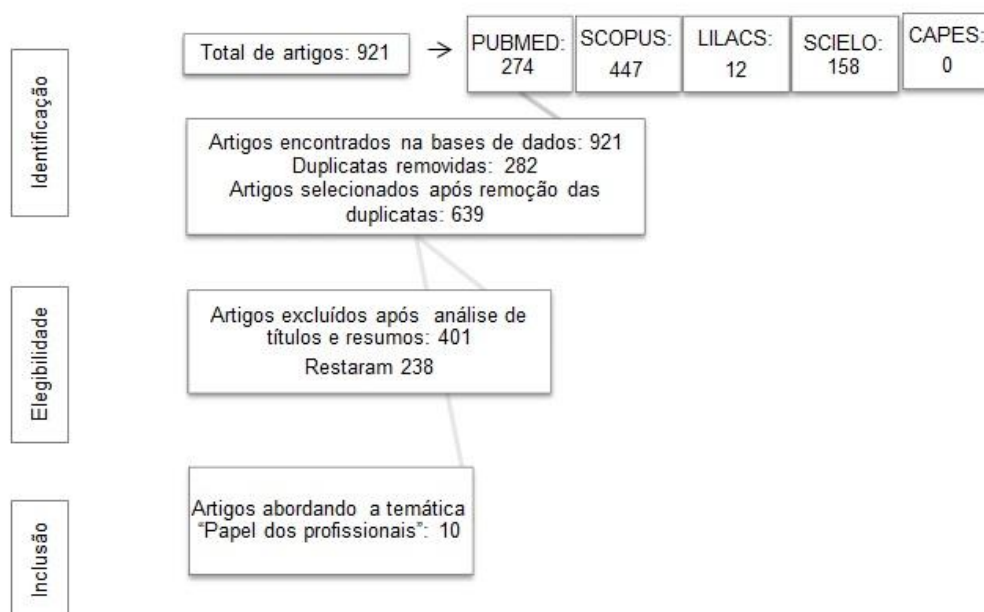 Identificação
Total de artigos: 921
PUBMED:
274
SCOPUS:
447
LILACS:
12
SCIELO:
158
CAPES:
0
Artigos encontrados na bases de dados: 921
Duplicatas removidas: 282
Artigos selecionados após remoção das
duplicatas: 639
Elegibilidade
Artigos excluídos após análise de
títulos e resumos: 401
Restaram 238
Inclusão
Artigos abordando a temática
“Papel dos profissionais”: 10